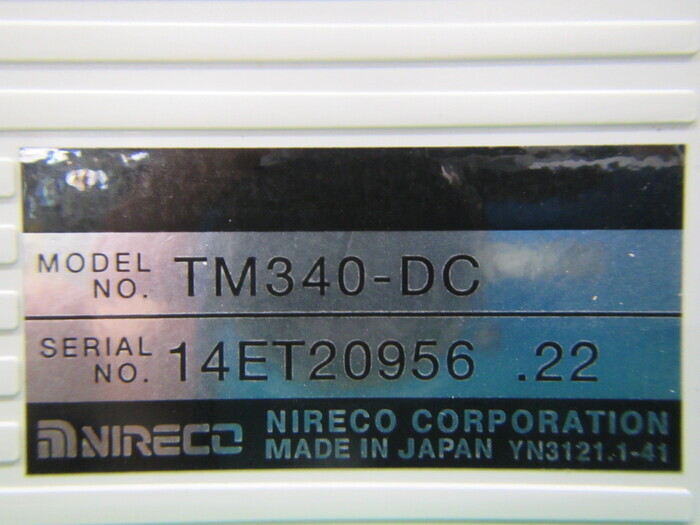 MODEL NO. TM340-DC
SERIAL NO. 14ET20956 .22
NIRECO NIRECO CORPORATION
MADE IN JAPAN YN3121.1-41